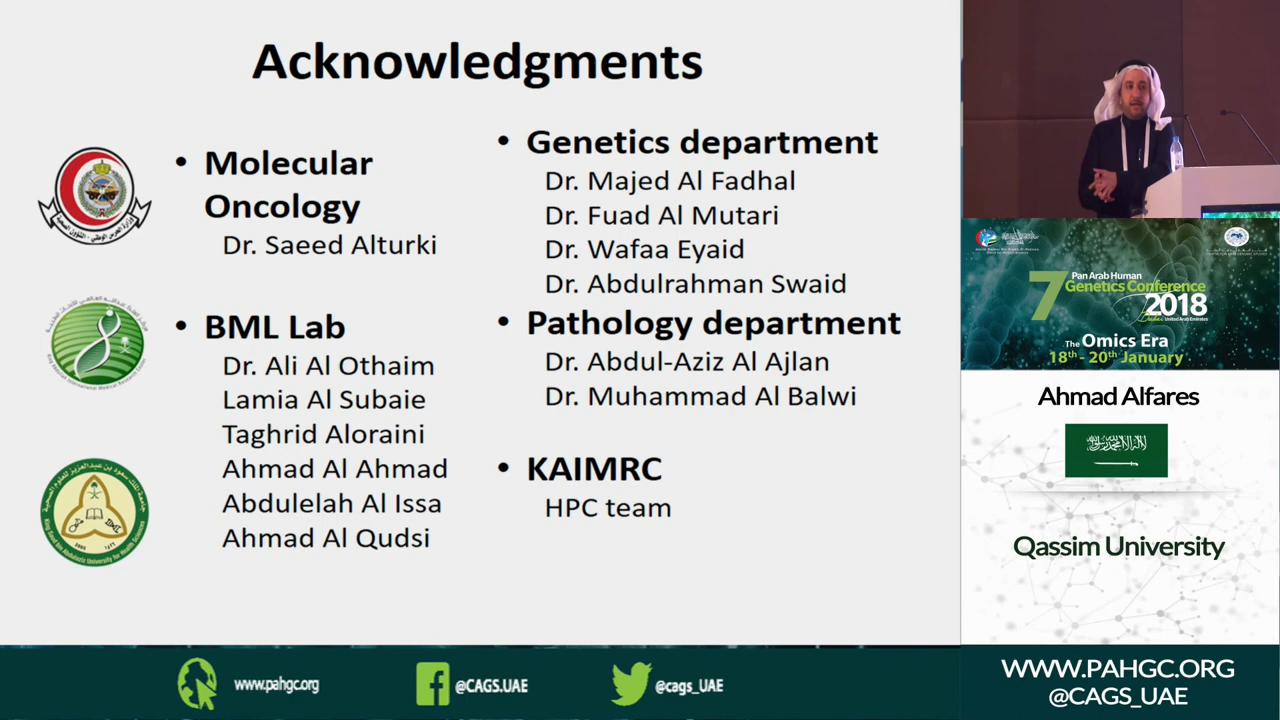 Acknowledgments
• Molecular
Oncology
Dr. Saeed Alturki
• BML Lab
Dr. Ali Al Othaim
Lamia Al Subaie
Taghrid Aloraini
Ahmad Al Ahmad
Abdulelah Al Issa
Ahmad Al Qudsi
• Genetics department
Dr. Majed Al Fadhal
Dr. Fuad Al Mutari
Dr. Wafaa Eyaid
Dr. Abdulrahman Swaid
• Pathology department
Dr. Abdul-Aziz Al Ajlan
Dr. Muhammad Al Balwi
• KAIMRC
HPC team
7
Pan Arab Human
Genetics Conference
2018
Dubai United Arab Emirates
The Omics Era
18th - 20th January
Ahmad Alfares
Qassim University
www.pahgc.org
@CAGS.UAE
@cags_UAE
WWW.PAHGC.ORG
@CAGS_UAE